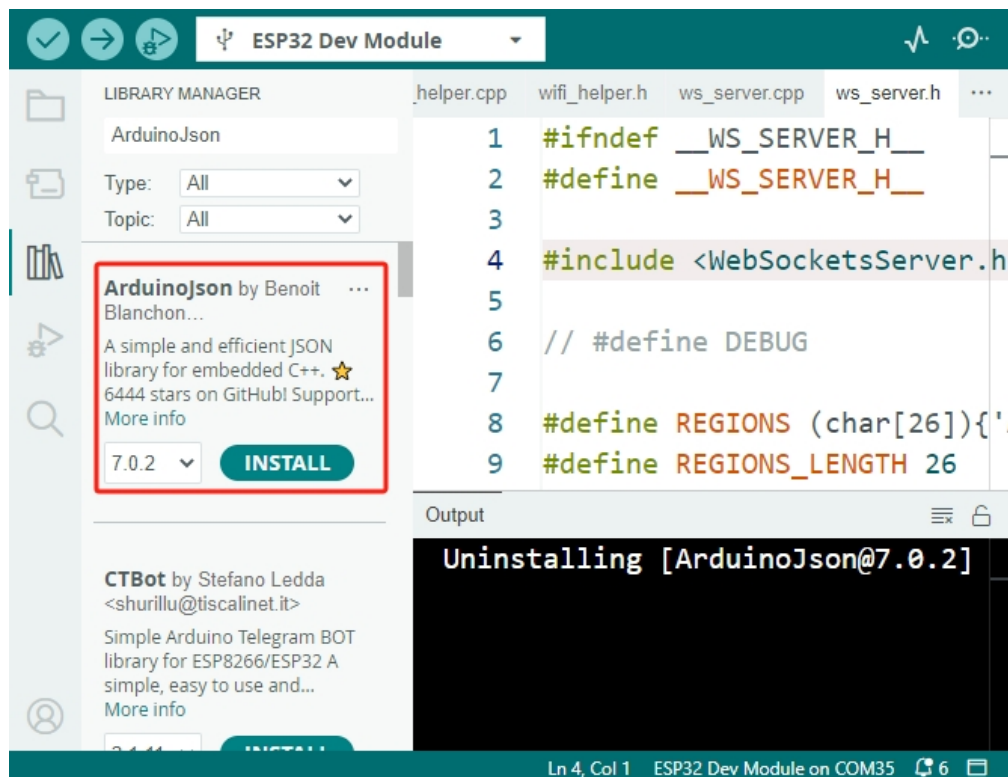 ESP32 Dev Module
LIBRARY MANAGER
ArduinoJson
Type: All
Topic: All
ArduinoJson by Benoit
Blanchon...
A simple and efficient JSON
library for embedded C++. ⭐
6444 stars on GitHub! Support...
More info
7.0.2 INSTALL
CTBot by Stefano Ledda
<shurillu@tiscalinet.it>
Simple Arduino Telegram BOT
library for ESP8266/ESP32 A
simple, easy to use and...
More info
INSTALL
_helper.cpp wifi_helper.h ws_server.cpp ws_server.h ...
1 #ifndef __WS_SERVER_H__
2 #define __WS_SERVER_H__
3
4 #include <WebSocketsServer.h
5
6 // #define DEBUG
7
8 #define REGIONS (char[26]){'
9 #define REGIONS_LENGTH 26
Output
Uninstalling [ArduinoJson@7.0.2]
Ln 4, Col 1 ESP32 Dev Module on COM35 6